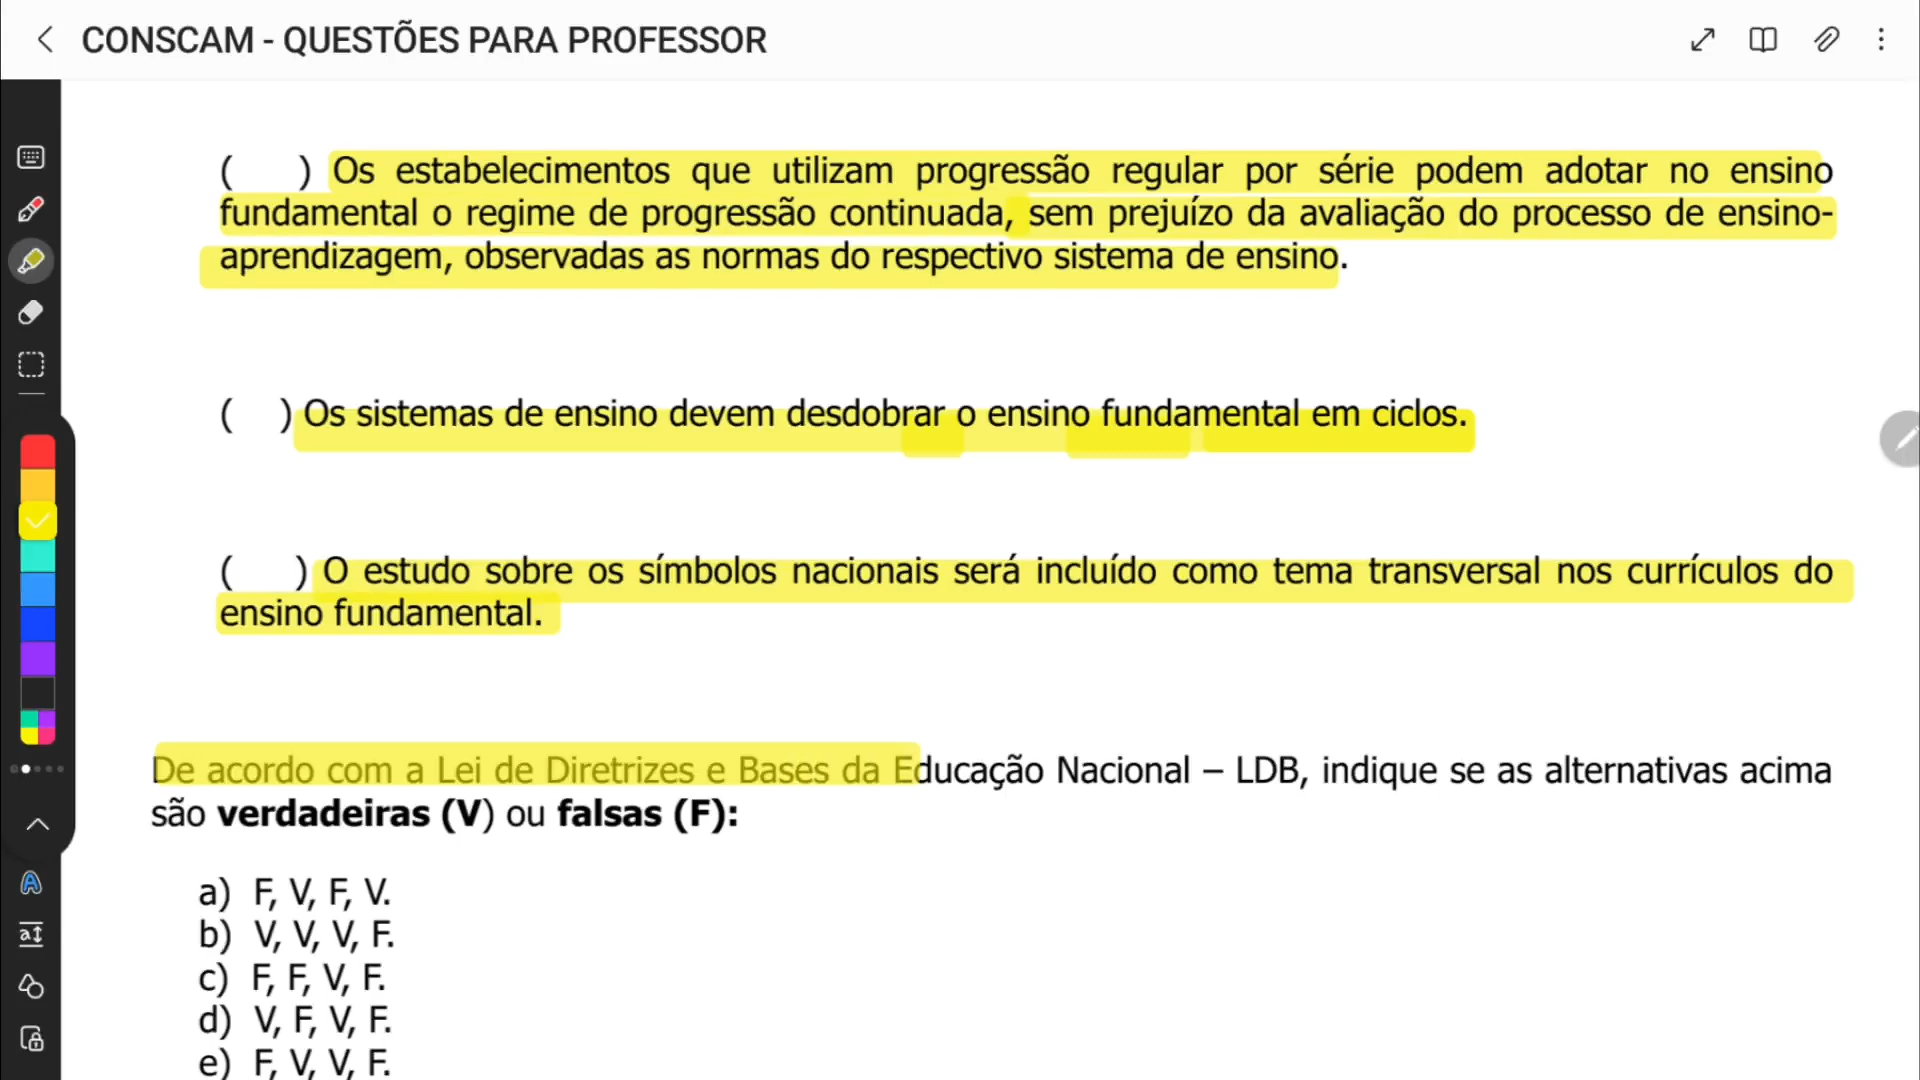 CONSCAM - QUESTÕES PARA PROFESSOR
( ) Os estabelecimentos que utilizam progressão regular por série podem adotar no ensino
fundamental o regime de progressão continuada, sem prejuízo da avaliação do processo de ensino-
aprendizagem, observadas as normas do respectivo sistema de ensino.
( ) Os sistemas de ensino devem desdobrar o ensino fundamental em ciclos.
( ) O estudo sobre os símbolos nacionais será incluído como tema transversal nos currículos do
ensino fundamental.
De acordo com a Lei de Diretrizes e Bases da Educação Nacional – LDB, indique se as alternativas acima
são verdadeiras (V) ou falsas (F):
a) F, V, F, V.
b) V, V, V, F.
c) F, F, V, F.
d) V, F, V, F.
e) F, V, V, F.